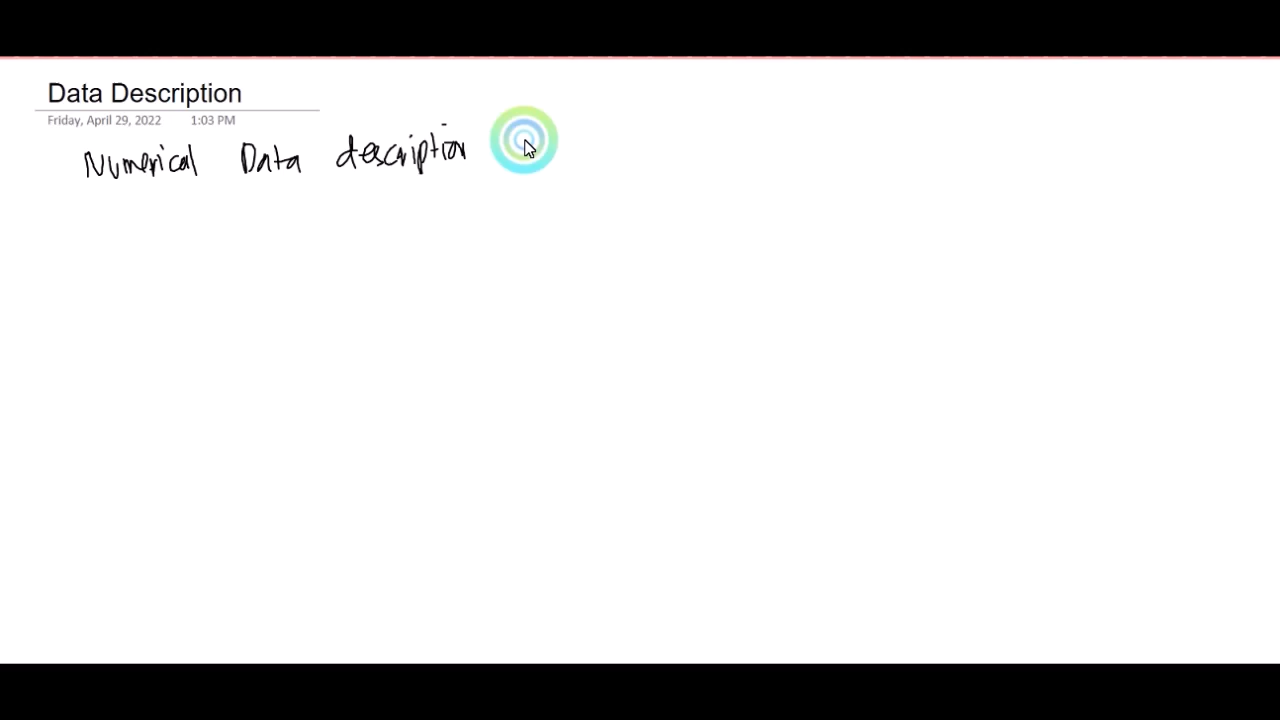 Data Description
Friday, April 29, 2022 1:03 PM
Numerical Data description